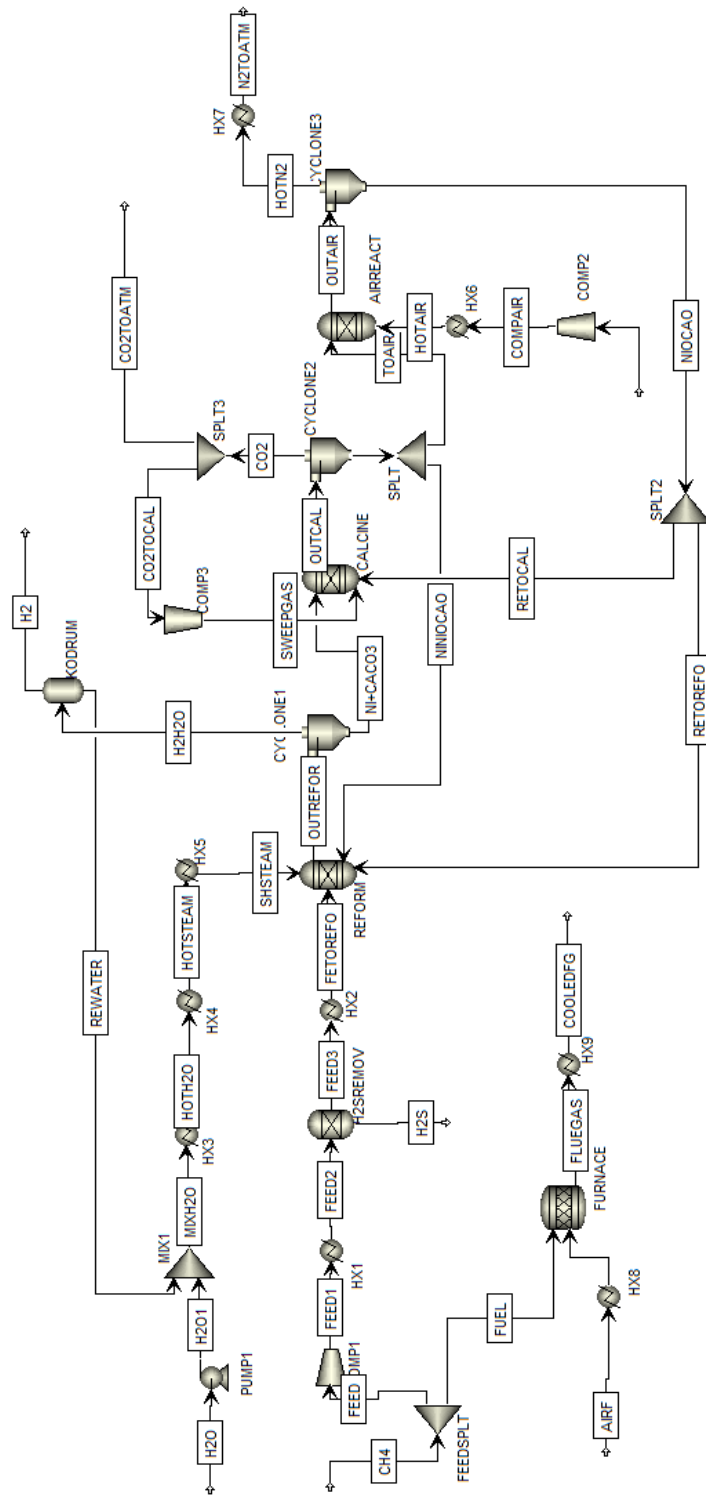 H2O
PUMP1
H2O1
MIX1
MIXH2O
HX3
HOTH2O
HX4
HOTSTEAM
HX5
SHSTEAM
REWATER
KODRUM
H2
H2H2O
CH4
FEEDSPLT
FEED
OMP1
FEED1
HX1
FEED2
H2SREMOV
H2S
FEED3
HX2
FETOREFO
REFORM
OUTREFOR
CYCLONE1
NI+CACO3
CALCINE
OUTCAL
CYCLONE2
CO2
SPLT3
CO2TOATM
CO2TOCAL
COMP3
SWEEPGAS
SPLT
NINIOCAO
TOAIR
AIRREACT
HOTAIR
HX6
COMPAIR
COMP2
OUTAIR
CYCLONE3
HOTN2
HX7
N2TOATM
NIOCAO
SPLT2
RETOCAL
RETOREFO
FUEL
AIRF
HX8
FURNACE
FLUEGAS
HX9
COOLEDFG